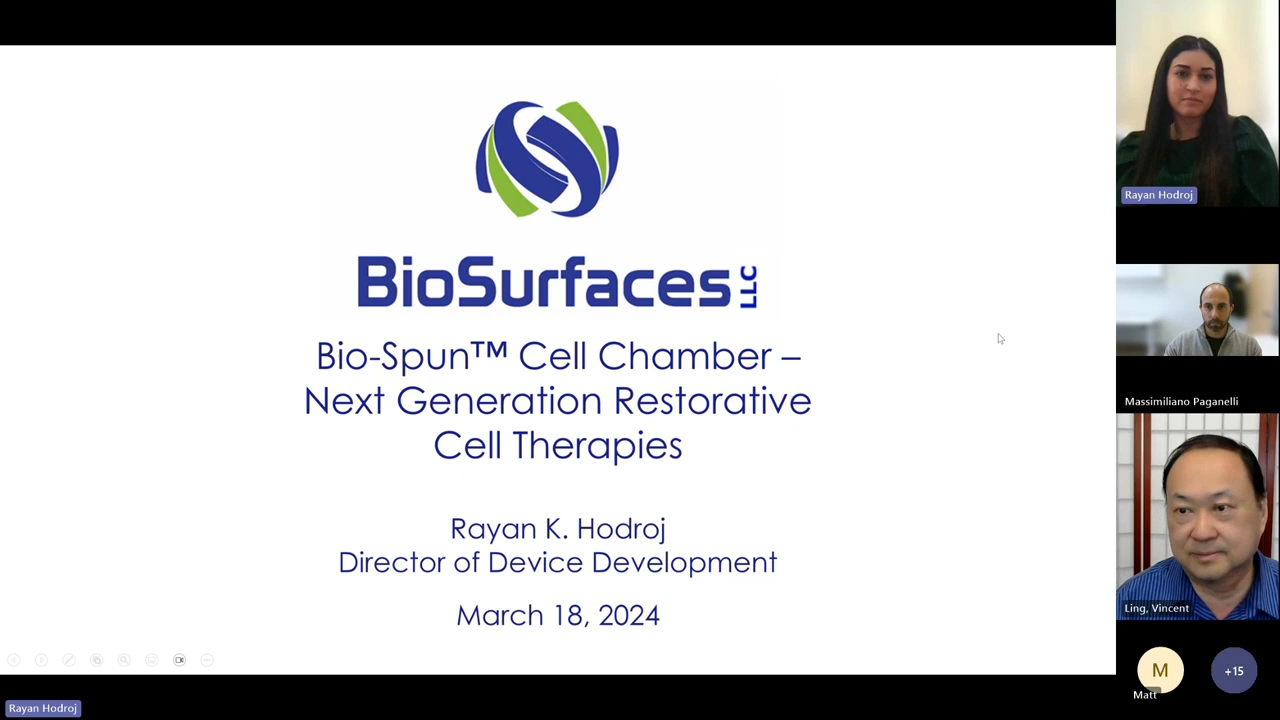 BioSurfaces LLC
Bio-Spun™ Cell Chamber –
Next Generation Restorative
Cell Therapies
Rayan K. Hodroj
Director of Device Development
March 18, 2024
Rayan Hodroj
Rayan Hodroj
Massimiliano Paganelli
Ling, Vincent
M
Matt
+15